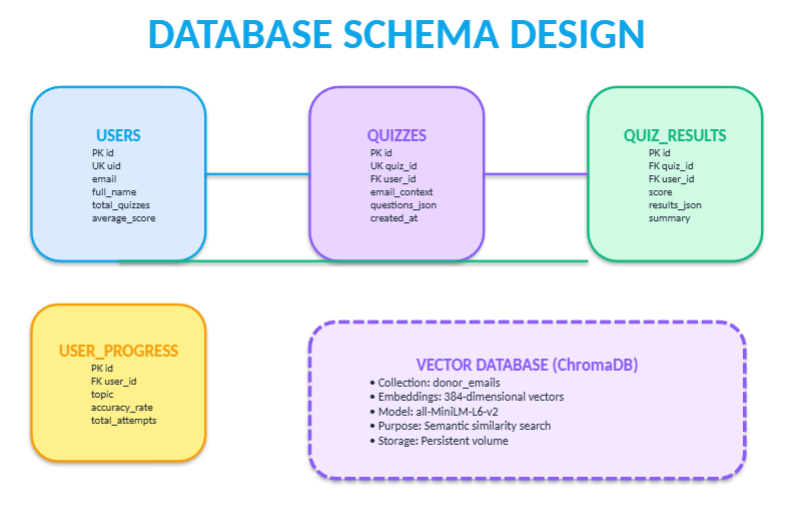 DATABASE SCHEMA DESIGN
USERS
PK id
UK uid
email
full_name
total_quizzes
average_score
QUIZZES
PK id
UK quiz_id
FK user_id
email_context
questions_json
created_at
QUIZ_RESULTS
PK id
FK quiz_id
FK user_id
score
results_json
summary
USER_PROGRESS
PK id
FK user_id
topic
accuracy_rate
total_attempts
VECTOR DATABASE (ChromaDB)
• Collection: donor_emails
• Embeddings: 384-dimensional vectors
• Model: all-MiniLM-L6-v2
• Purpose: Semantic similarity search
• Storage: Persistent volume